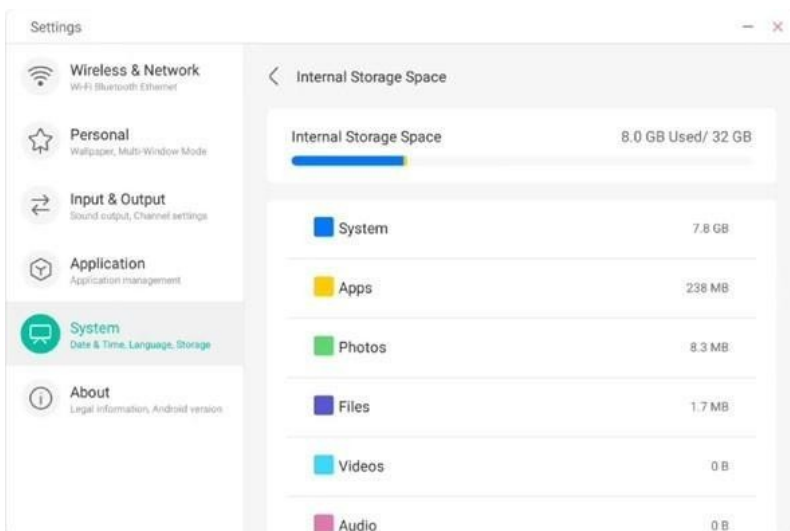 Settings
Wireless & Network
Wi-Fi Bluetooth Ethernet
Personal
Wallpaper, Multi-Window Mode
Input & Output
Sound output, Channel settings
Application
Application management
System
Date & Time, Language, Storage
About
Legal information, Android version
Internal Storage Space
Internal Storage Space 8.0 GB Used/ 32 GB
System 7.8 GB
Apps 238 MB
Photos 8.3 MB
Files 1.7 MB
Videos 0 B
Audio 0 B